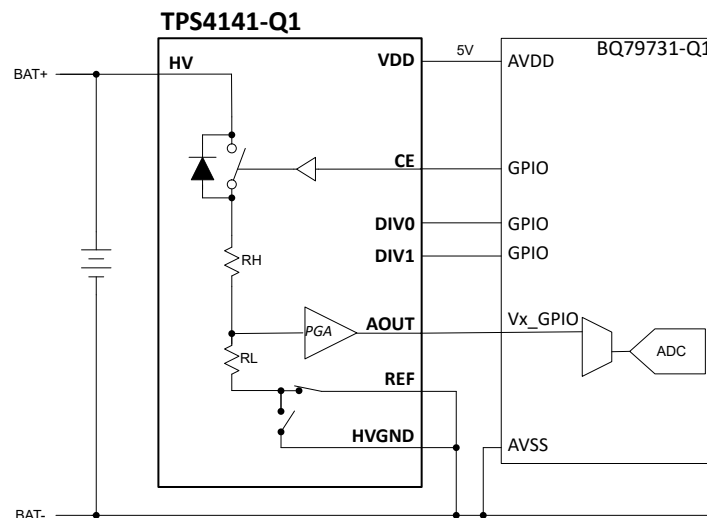 TPS4141-Q1
BQ79731-Q1
BAT+
HV
VDD
5V
AVDD
CE
GPIO
DIV0
GPIO
DIV1
GPIO
RH
PGA
AOUT
Vx_GPIO
ADC
RL
REF
HVGND
AVSS
BAT-